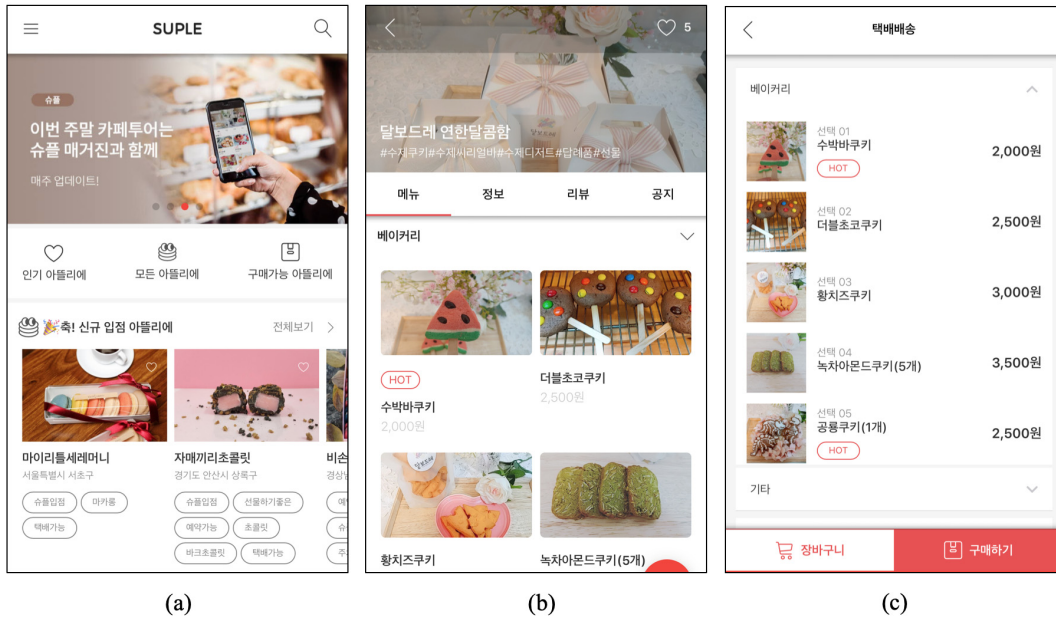 SUPLE
슈플
이번 주말 카페투어는
슈플 매거진과 함께
매주 업데이트!
인기 아뜰리에
모든 아뜰리에
구매가능 아뜰리에
축! 신규 입점 아뜰리에
전체보기
마이리틀세레머니
서울특별시 서초구
슈플입점
마카롱
택배가능
자매끼리초콜릿
경기도 안산시 상록구
슈플입점
선물하기좋은
예약가능
초콜릿
바크초콜릿
택배가능
비손
경상남
(a)
5
달보드레 연한달콤함
#수제쿠키#수제씨리얼바#수제디저트#답례품#선물
메뉴
정보
리뷰
공지
베이커리
HOT
수박바쿠키
2,000원
더블초코쿠키
2,500원
달보드레
황치즈쿠키
녹차아몬드쿠키(5개)
(b)
택배배송
베이커리
선택 01
수박바쿠키
HOT
2,000원
선택 02
더블초코쿠키
2,500원
선택 03
황치즈쿠키
3,000원
선택 04
녹차아몬드쿠키(5개)
3,500원
선택 05
공룡쿠키(1개)
HOT
2,500원
기타
장바구니
구매하기
(c)